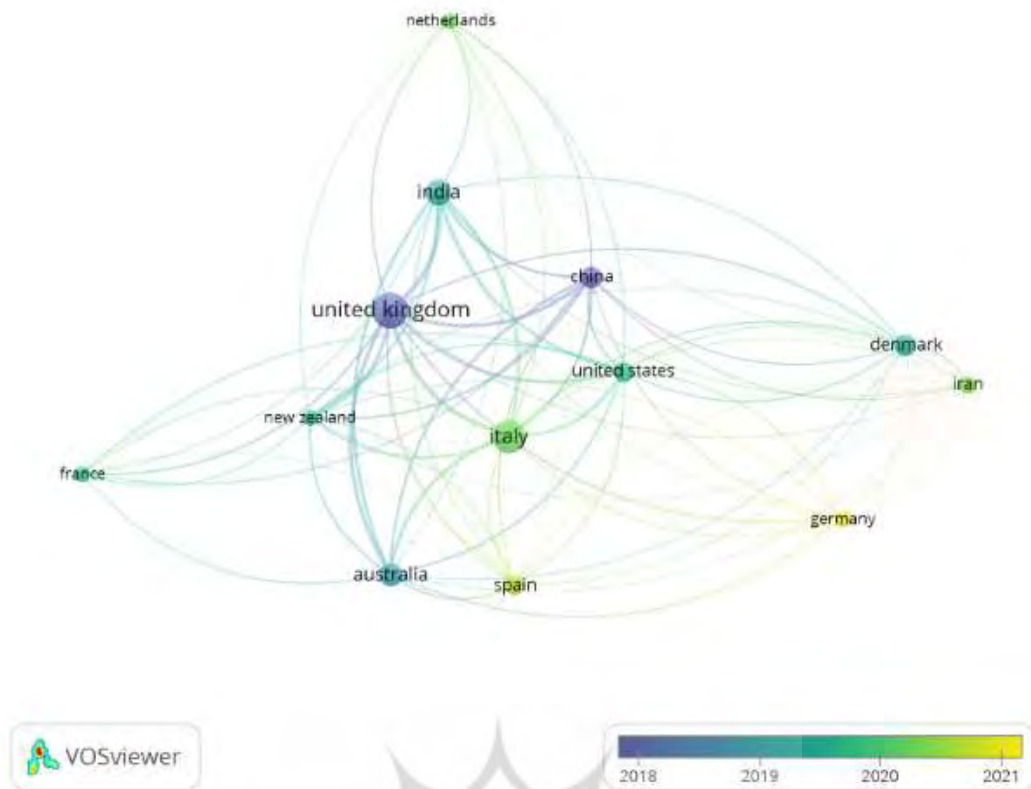 netherlands
india
china
united kingdom
denmark
united states
iran
new zealand
italy
france
germany
australia
spain
VOSviewer
2018 2019 2020 2021